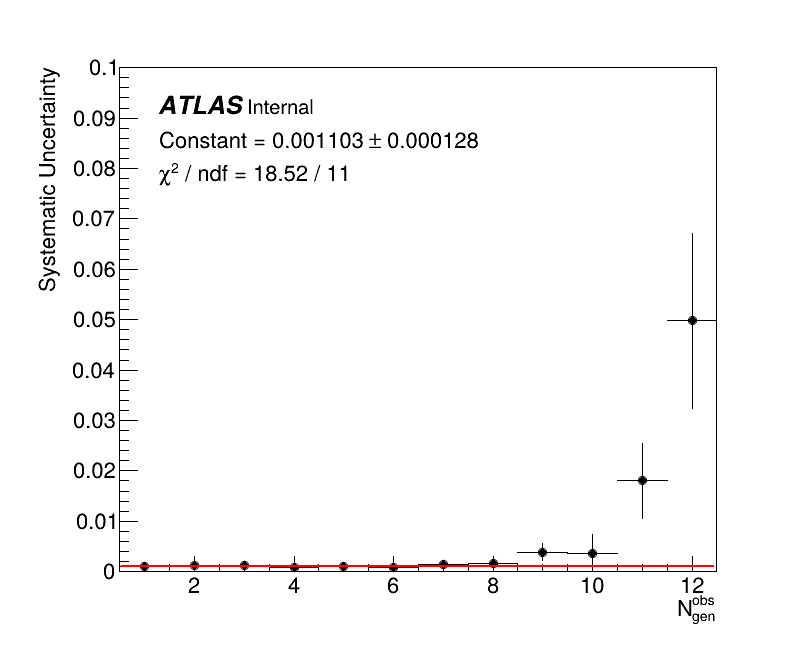 0.1
0.09
0.08
0.07
0.06
0.05
0.04
0.03
0.02
0.01
0
Systematic Uncertainty
ATLAS Internal
Constant = 0.001103 ± 0.000128
χ² / ndf = 18.52 / 11
2 4 6 8 10 12
N^obs_gen